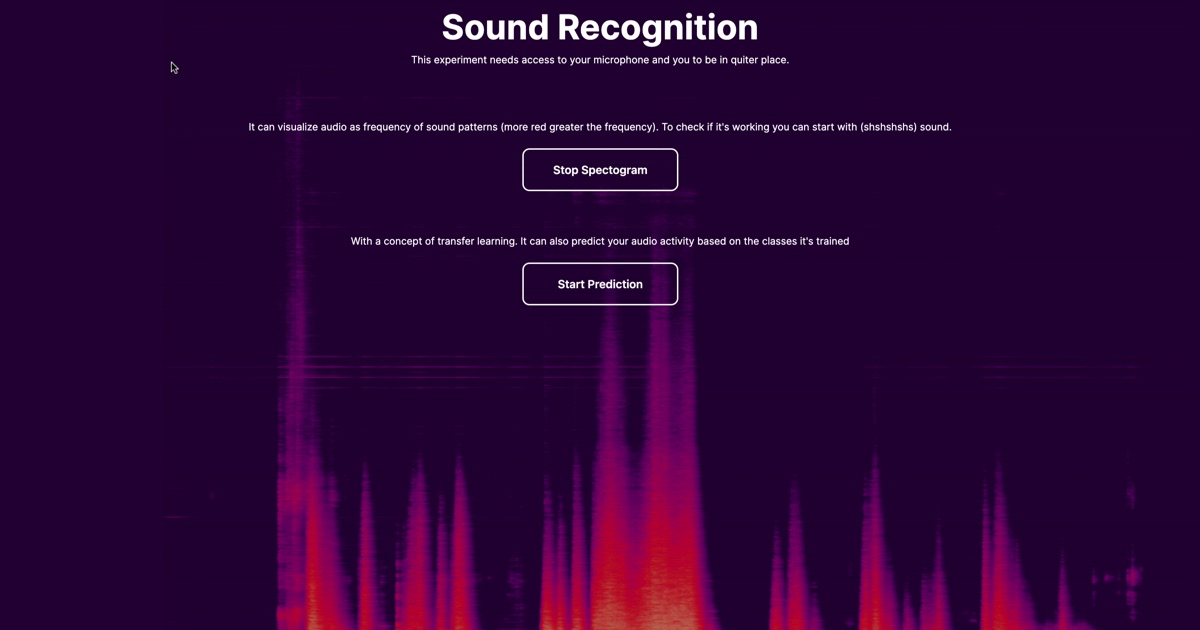 Sound Recognition
This experiment needs access to your microphone and you to be in quiter place.
It can visualize audio as frequency of sound patterns (more red greater the frequency). To check if it's working you can start with (shshshshs) sound.
Stop Spectogram
With a concept of transfer learning. It can also predict your audio activity based on the classes it's trained
Start Prediction